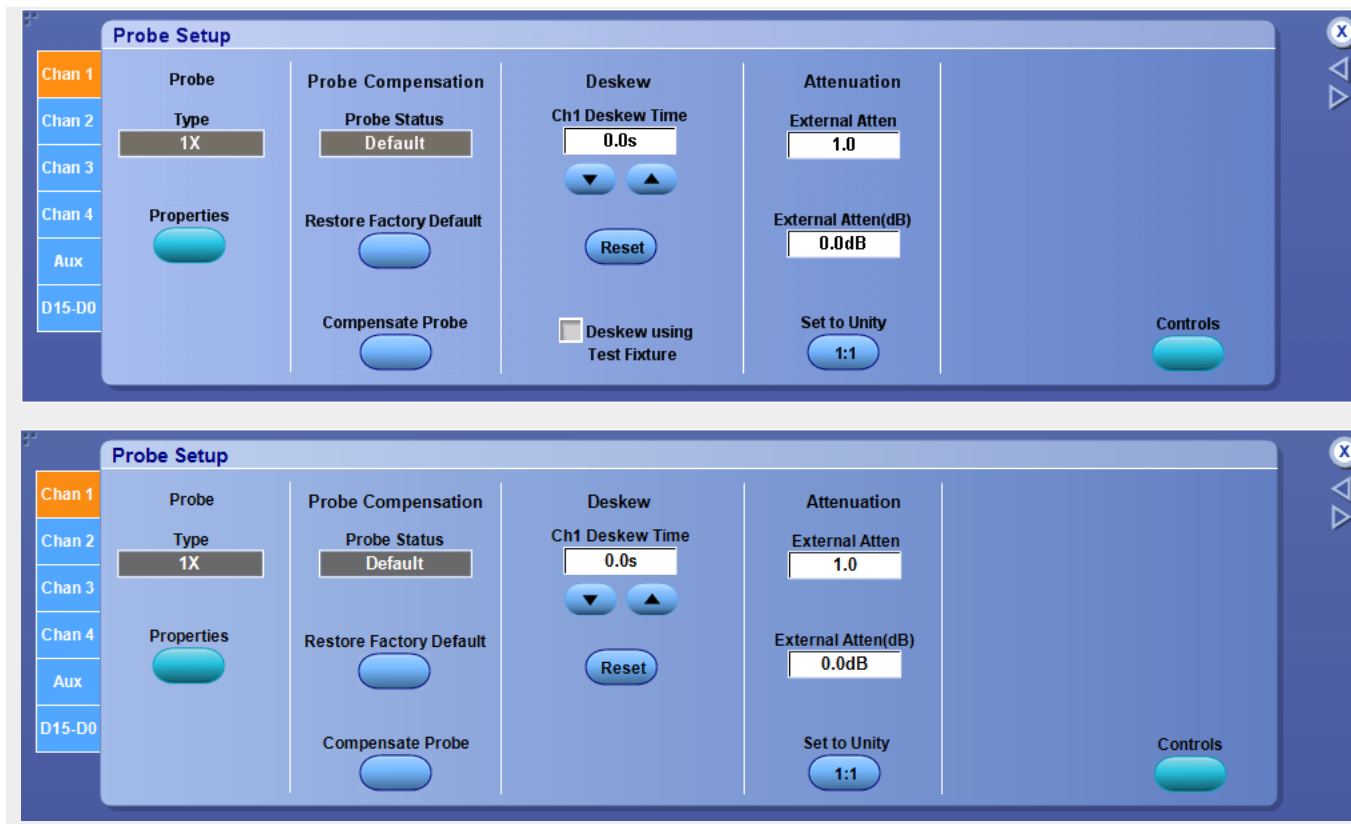 Probe Setup
X
Chan 1
Chan 2
Chan 3
Chan 4
Aux
D15-D0
Probe
Type
1X
Properties
Probe Compensation
Probe Status
Default
Restore Factory Default
Compensate Probe
Deskew
Ch1 Deskew Time
0.0s
Reset
Deskew using
Test Fixture
Attenuation
External Atten
1.0
External Atten(dB)
0.0dB
Set to Unity
1:1
Controls
Probe Setup
X
Chan 1
Chan 2
Chan 3
Chan 4
Aux
D15-D0
Probe
Type
1X
Properties
Probe Compensation
Probe Status
Default
Restore Factory Default
Compensate Probe
Deskew
Ch1 Deskew Time
0.0s
Reset
Attenuation
External Atten
1.0
External Atten(dB)
0.0dB
Set to Unity
1:1
Controls